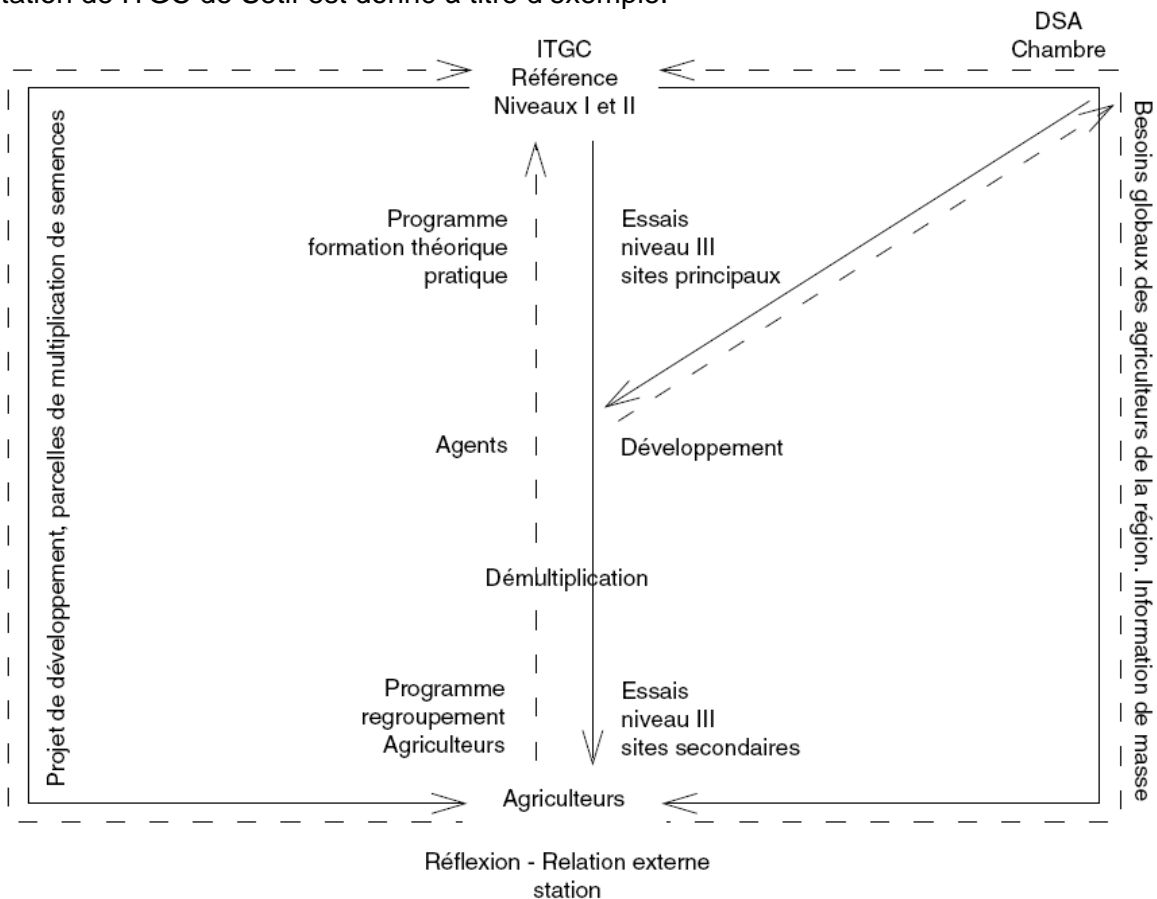 tation de l'ITGC de Sétif est donné à titre d'exemple.
DSA
Chambre
ITGC
Référence
Niveaux I et II
Projet de développement, parcelles de multiplication de semences
Programme
formation théorique
pratique
Essais
niveau III
sites principaux
Besoins globaux des agriculteurs de la région. Information de masse
Agents
Développement
Démultiplication
Programme
regroupement
Agriculteurs
Essais
niveau III
sites secondaires
Agriculteurs
Réflexion - Relation externe
station